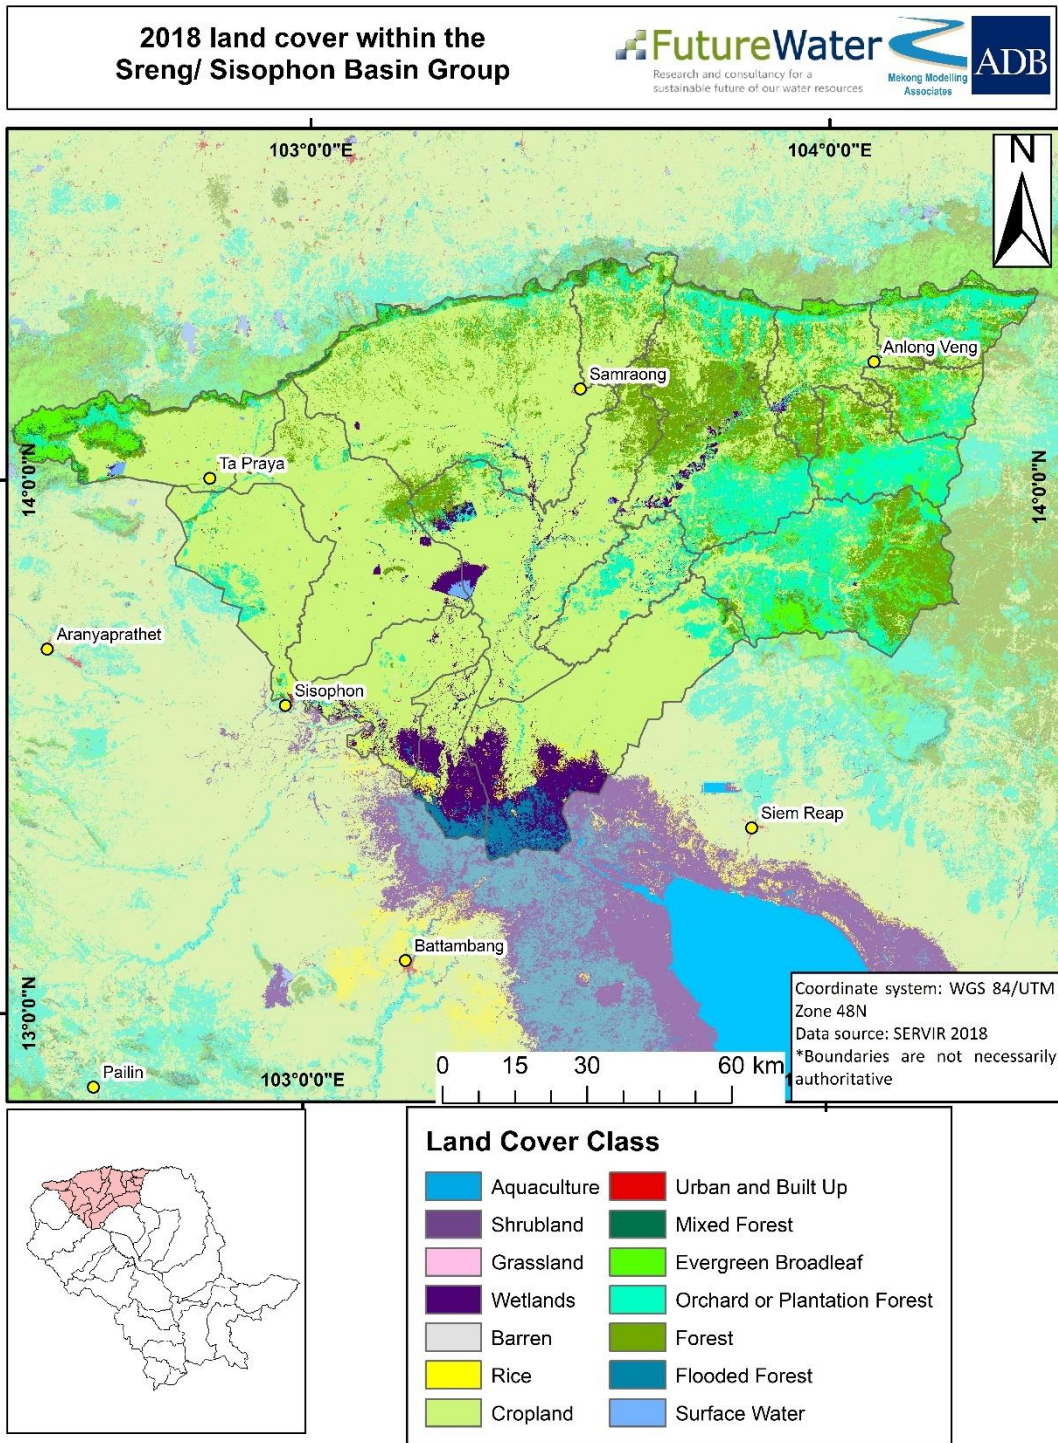 2018 land cover within the
Sreng/ Sisophon Basin Group
FutureWater
Research and consultancy for a
sustainable future of our water resources
Mekong Modelling
Associates
ADB
103°0'0"E
104°0'0"E
N
Anlong Veng
Samraong
Ta Praya
14°0'0"N
14°0'0"N
Aranyaprathet
Sisophon
Siem Reap
Battambang
13°0'0"N
Pailin
103°0'0"E
0 15 30 60 km
Coordinate system: WGS 84/UTM
Zone 48N
Data source: SERVIR 2018
*Boundaries are not necessarily
authoritative
Land Cover Class
Aquaculture
Shrubland
Grassland
Wetlands
Barren
Rice
Cropland
Urban and Built Up
Mixed Forest
Evergreen Broadleaf
Orchard or Plantation Forest
Forest
Flooded Forest
Surface Water